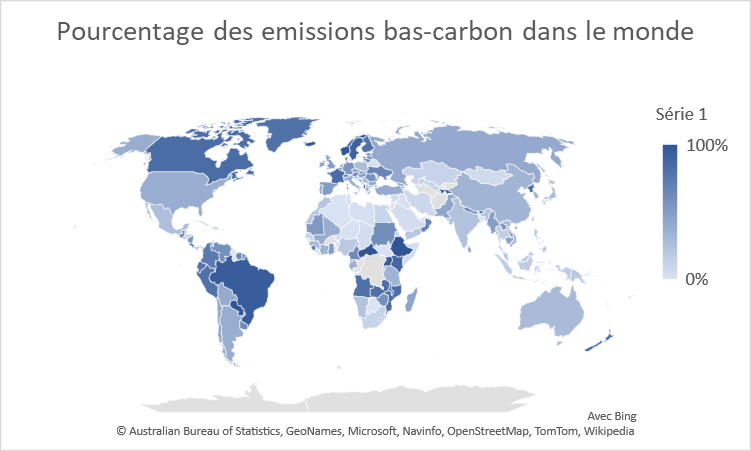 Pourcentage des emissions bas-carbon dans le monde
Série 1
100%
0%
Avec Bing
© Australian Bureau of Statistics, GeoNames, Microsoft, Navinfo, OpenStreetMap, TomTom, Wikipedia